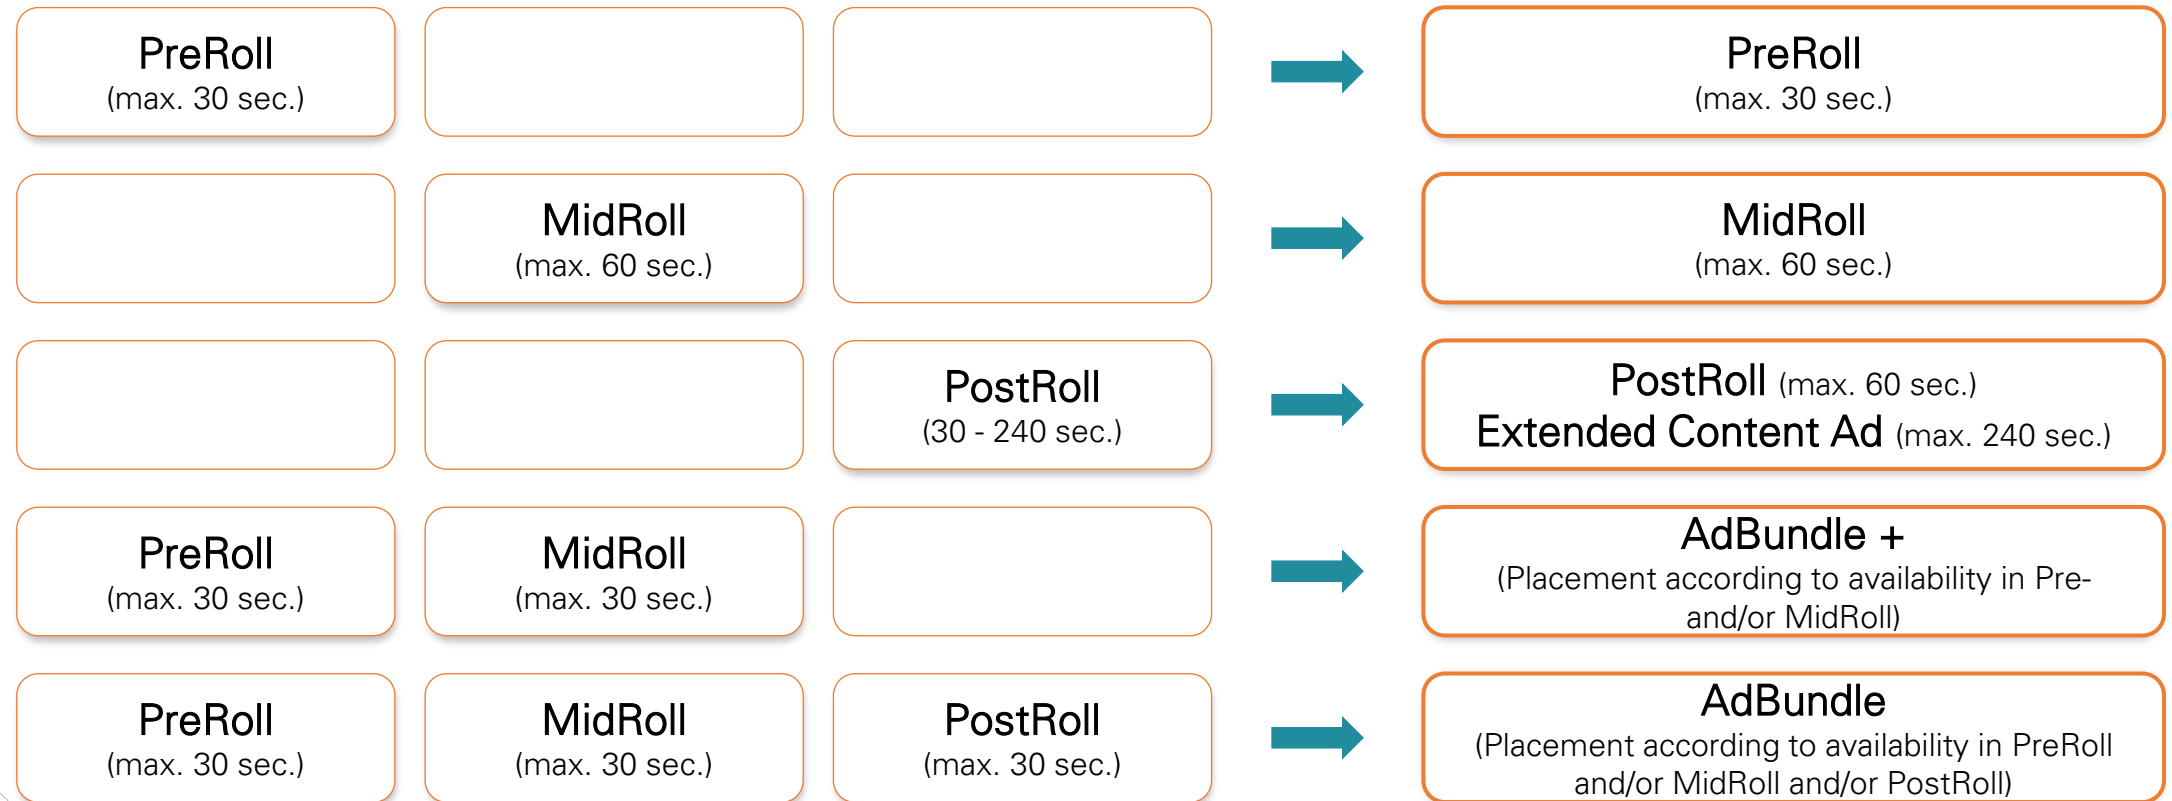 PreRoll
(max. 30 sec.)
PreRoll
(max. 30 sec.)
MidRoll
(max. 60 sec.)
MidRoll
(max. 60 sec.)
PostRoll
(30 - 240 sec.)
PostRoll (max. 60 sec.)
Extended Content Ad (max. 240 sec.)
PreRoll
(max. 30 sec.)
MidRoll
(max. 30 sec.)
AdBundle +
(Placement according to availability in Pre-
and/or MidRoll)
PreRoll
(max. 30 sec.)
MidRoll
(max. 30 sec.)
PostRoll
(max. 30 sec.)
AdBundle
(Placement according to availability in PreRoll
and/or MidRoll and/or PostRoll)